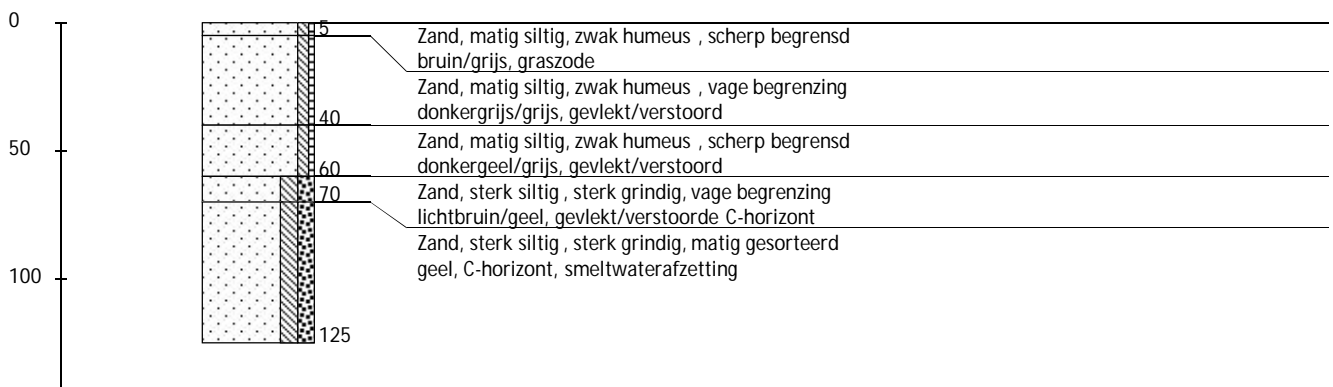 0
5
Zand, matig siltig, zwak humeus , scherp begrensd
bruin/grijs, graszode
Zand, matig siltig, zwak humeus , vage begrenzing
donkergrijs/grijs, gevlekt/verstoord
40
Zand, matig siltig, zwak humeus , scherp begrensd
50
donkergeel/grijs, gevlekt/verstoord
60
Zand, sterk siltig , sterk grindig, vage begrenzing
70
lichtbruin/geel, gevlekt/verstoorde C-horizont
Zand, sterk siltig , sterk grindig, matig gesorteerd
geel, C-horizont, smeltwaterafzetting
100
125